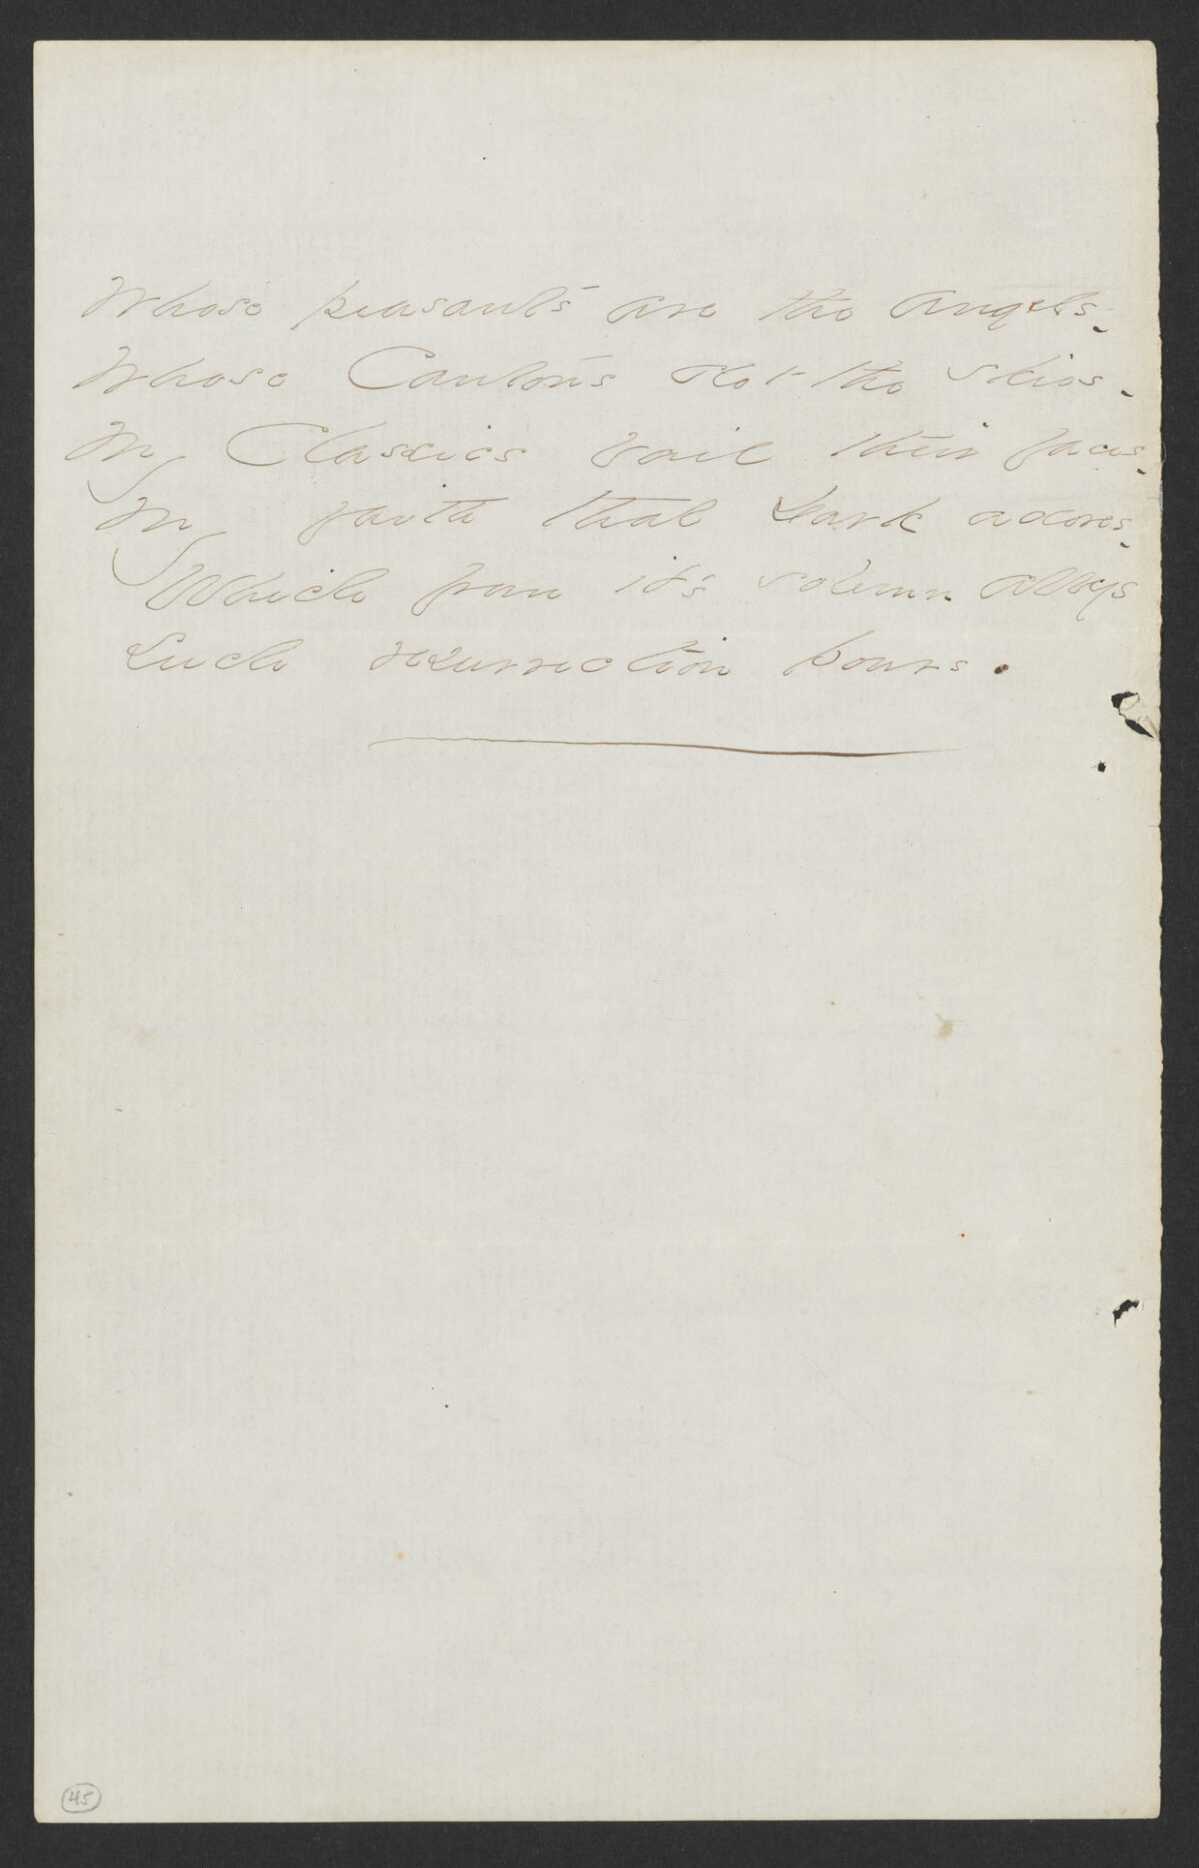 Whose peasants are the Angels -
Whose Cantons dot the skies -
My Classics vail their faces -
My faith that Dark adores -
Which from it's solemn abbeys
Such resurrection pours.
45